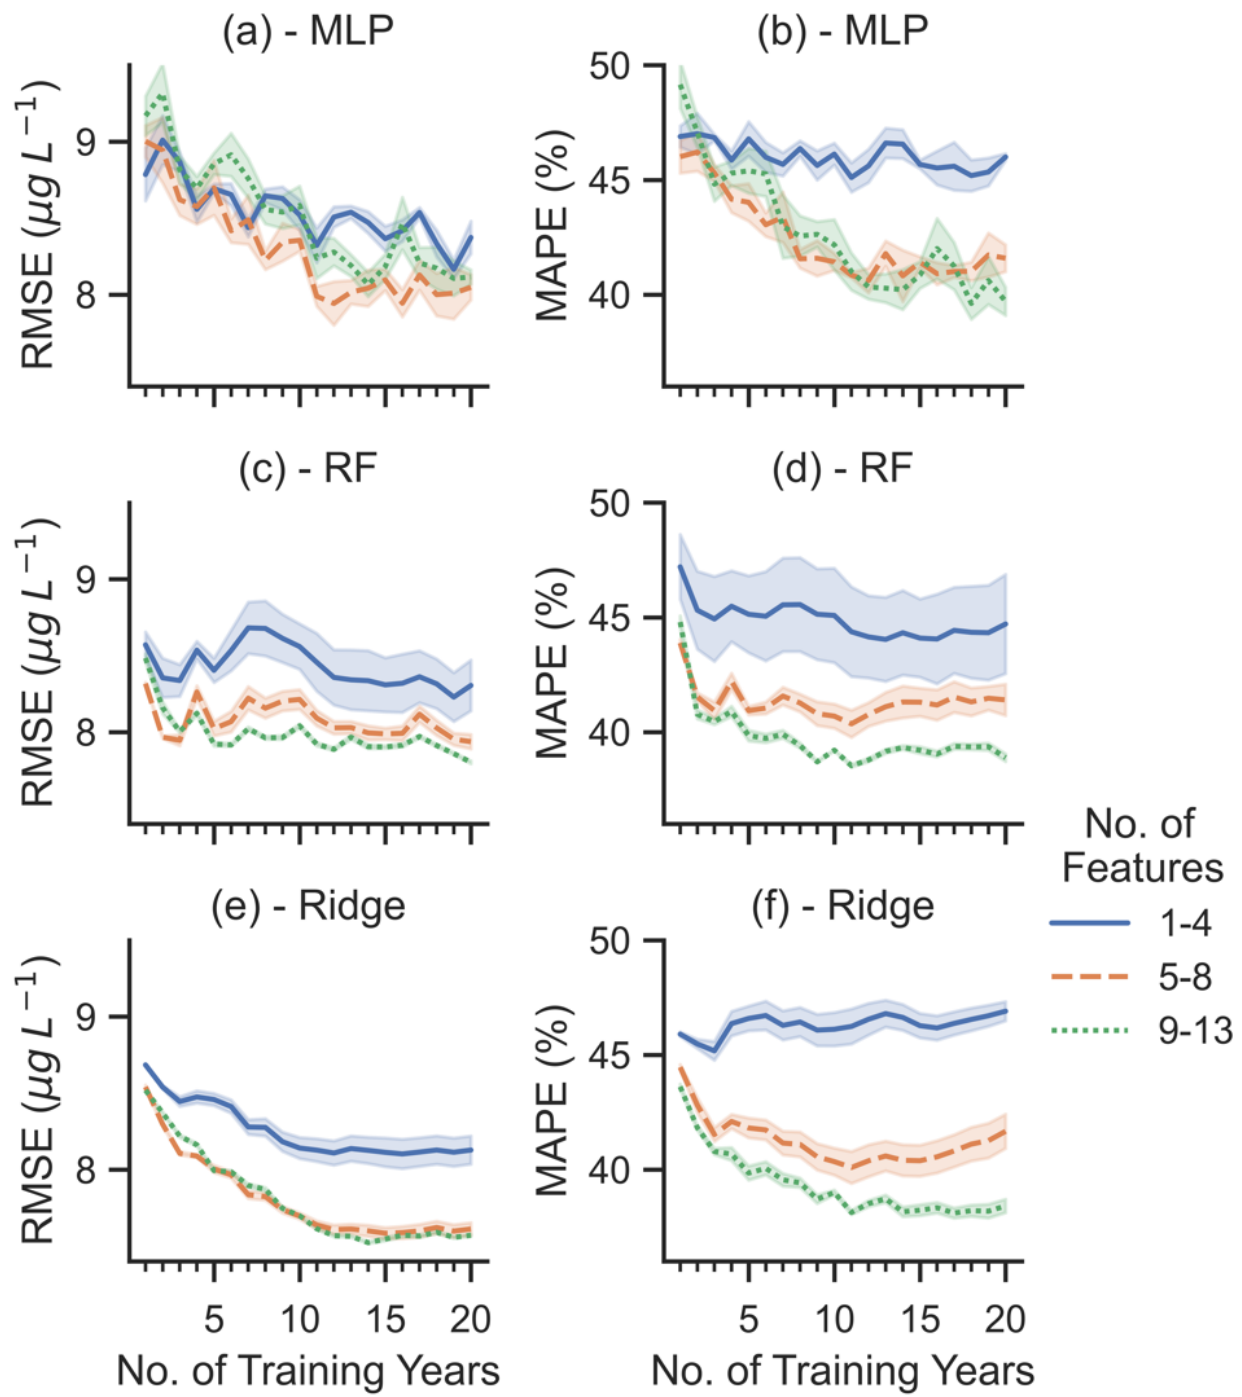 (a) - MLP
(b) - MLP
RMSE (μg L⁻¹)
9
8
MAPE (%)
50
45
40
(c) - RF
(d) - RF
RMSE (μg L⁻¹)
9
8
MAPE (%)
50
45
40
(e) - Ridge
(f) - Ridge
RMSE (μg L⁻¹)
9
8
MAPE (%)
50
45
40
5 10 15 20
5 10 15 20
No. of Training Years
No. of Training Years
No. of
Features
1-4
5-8
9-13